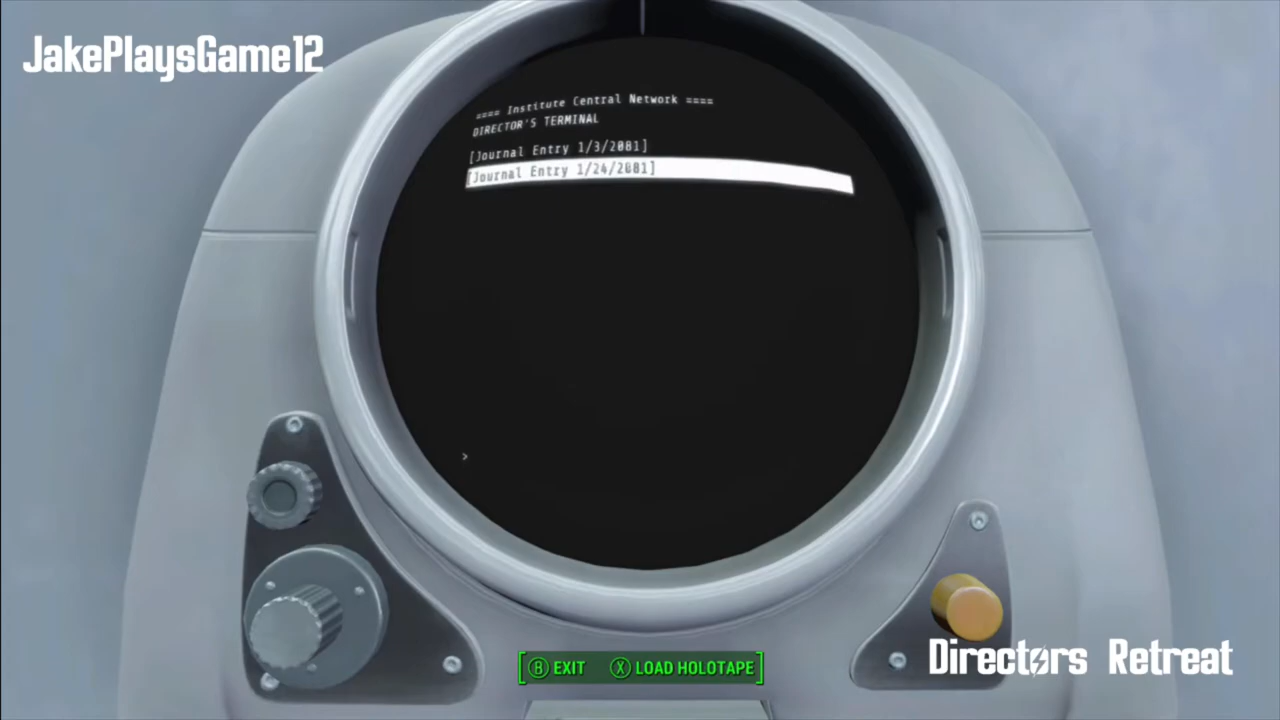 JakePlaysGame12
==== Institute Central Network ====
DIRECTOR'S TERMINAL
[Journal Entry 1/3/2081]
[Journal Entry 1/24/2081]
>
B EXIT X LOAD HOLOTAPE
Directors Retreat